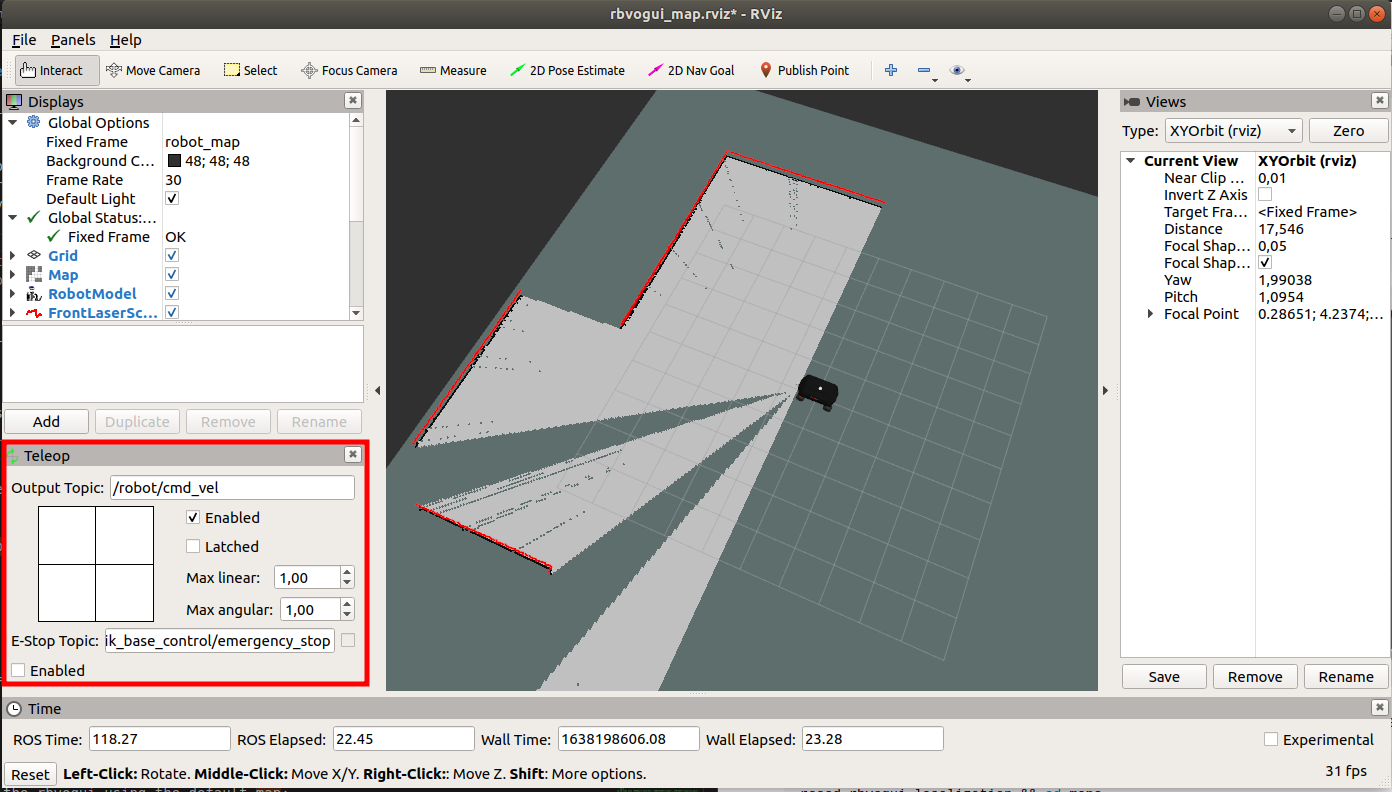 rbvogui_map.rviz* - RViz
File Panels Help
Interact Move Camera Select Focus Camera Measure 2D Pose Estimate 2D Nav Goal Publish Point
Displays
Global Options
Fixed Frame robot_map
Background C... 48; 48; 48
Frame Rate 30
Default Light
Global Status:...
Fixed Frame OK
Grid
Map
RobotModel
FrontLaserSc...
Add Duplicate Remove Rename
Teleop
Output Topic: /robot/cmd_vel
Enabled
Latched
Max linear: 1,00
Max angular: 1,00
E-Stop Topic: ik_base_control/emergency_stop
Enabled
Views
Type: XYOrbit (rviz) Zero
Current View XYOrbit (rviz)
Near Clip ... 0,01
Invert Z Axis
Target Fra... <Fixed Frame>
Distance 17,546
Focal Shap... 0,05
Focal Shap...
Yaw 1,99038
Pitch 1,0954
Focal Point 0.28651; 4.2374;...
Save Remove Rename
Time
ROS Time: 118.27 ROS Elapsed: 22.45 Wall Time: 1638198606.08 Wall Elapsed: 23.28 Experimental
Reset Left-Click: Rotate. Middle-Click: Move X/Y. Right-Click:: Move Z. Shift: More options. 31 fps